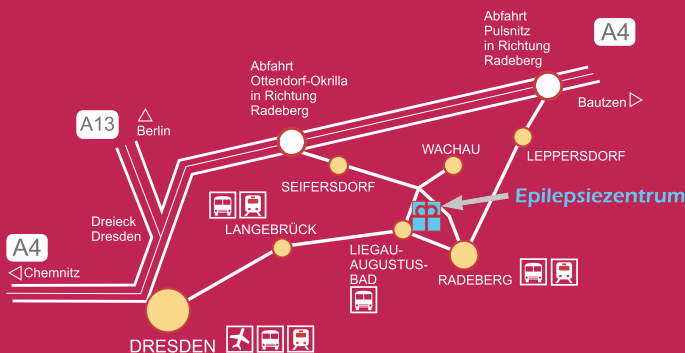 Abfahrt
Pulsnitz
in Richtung
Radeberg
A4
Abfahrt
Ottendorf-Okrilla
in Richtung
Radeberg
Bautzen
A13
Berlin
WACHAU
LEPPERSDORF
SEIFERSDORF
Epilepsiezentrum
Dreieck
Dresden
LANGEBRÜCK
A4
Chemnitz
LIEGAU-
AUGUSTUS-
BAD
RADEBERG
DRESDEN